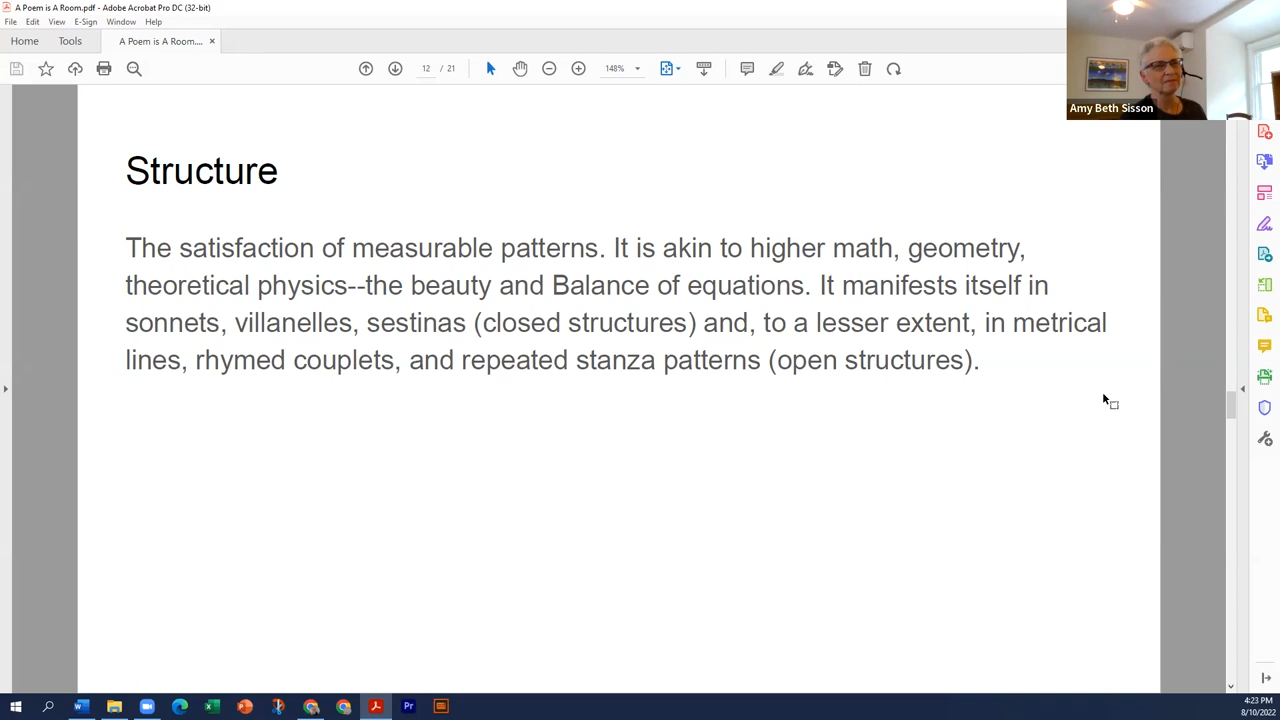 A Poem is A Room.pdf - Adobe Acrobat Pro DC (32-bit)
File Edit View E-Sign Window Help
Home Tools A Poem is A Room.... ×
12 / 21 148%
Amy Beth Sisson
Structure
The satisfaction of measurable patterns. It is akin to higher math, geometry,
theoretical physics--the beauty and Balance of equations. It manifests itself in
sonnets, villanelles, sestinas (closed structures) and, to a lesser extent, in metrical
lines, rhymed couplets, and repeated stanza patterns (open structures).
4:23 PM
8/10/2022